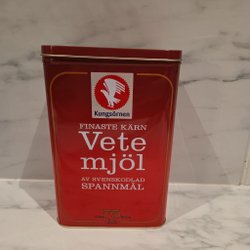 Kungsörnen
FINASTE KÄRN
Vete
mjöl
AV SVENSKODLAD
SPANNMÅL